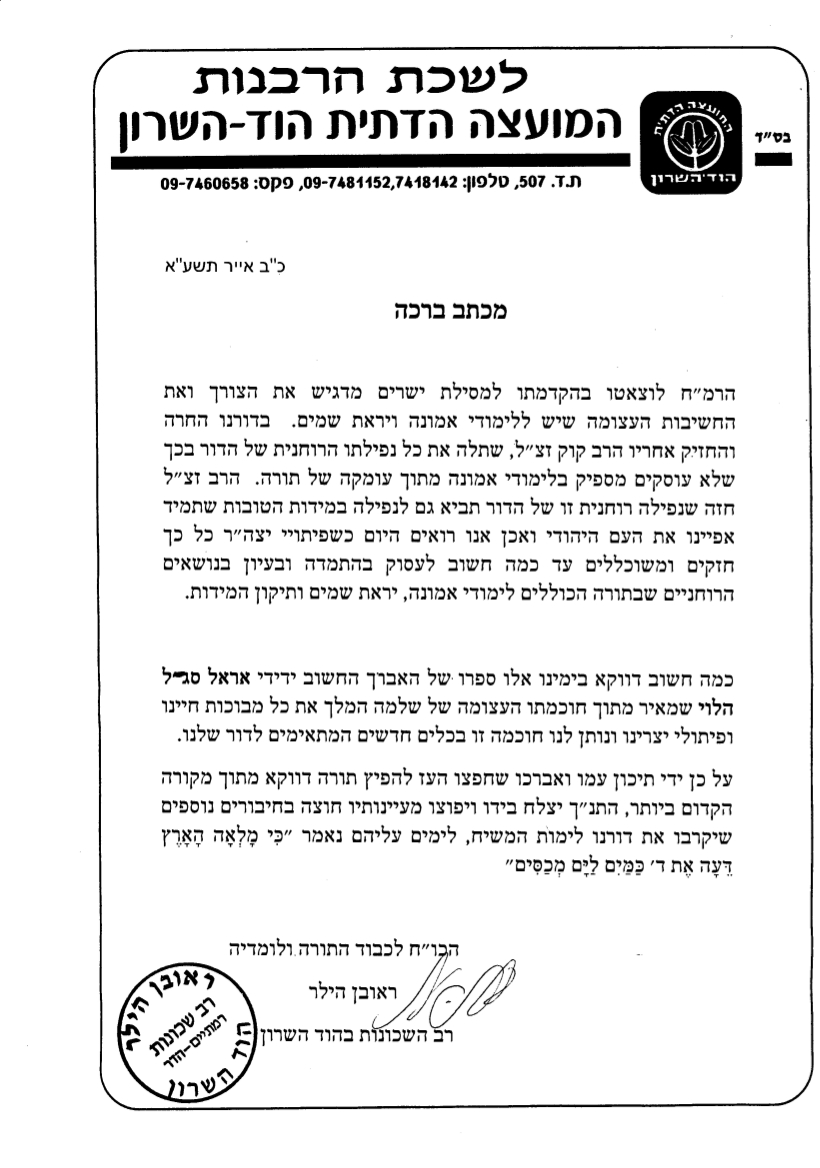 בס״ד
לשכת הרבנות
המועצה הדתית הוד-השרון
המועצה הדתית
הוד-השרון
ת.ד. 507, טלפון: 09-7481152,7418142, פקס: 09-7460658
כ"ב אייר תשע"א
מכתב ברכה
הרמ״ח לוצאטו בהקדמתו למסילת ישרים מדגיש את הצורך ואת
החשיבות העצומה שיש ללימודי אמונה ויראת שמים. בדורנו החרה
והחזיק אחריו הרב קוק זצ״ל, שתלה את כל נפילתו הרוחנית של הדור בכך
שלא עוסקים מספיק בלימודי אמונה מתוך עומקה של תורה. הרב זצ״ל
חזה שנפילה רוחנית זו של הדור תביא גם לנפילה במידות הטובות שתמיד
אפיינו את העם היהודי ואכן אנו רואים היום כשפיתויי יצה״ר כל כך
חזקים ומשוכללים עד כמה חשוב לעסוק בהתמדה ובעיון בנושאים
הרוחניים שבתורה הכוללים לימודי אמונה, יראת שמים ותיקון המידות.
כמה חשוב דווקא בימינו אלו ספרו של האברך החשוב ידידי אראל סג״ל
הלוי שמאיר מתוך חוכמתו העצומה של שלמה המלך את כל מבוכות חיינו
ופיתולי יצרינו ונותן לנו חוכמה זו בכלים חדשים המתאימים לדור שלנו.
על כן ידי תיכון עמו ואברכו שחפצו העז להפיץ תורה דווקא מתוך מקורה
הקדום ביותר, התנ״ך יצלח בידו ויפוצו מעיינותיו חוצה בחיבורים נוספים
שיקרבו את דורנו לימות המשיח, לימים עליהם נאמר ״כִּי מָלְאָה הָאָרֶץ
דֵּעָה אֶת ד׳ כַּמַּיִם לַיָּם מְכַסִּים״
הכו״ח לכבוד התורה ולומדיה
ראובן הילר
רב השכונות בהוד השרון
ראובן הילר
רב שכונות
רמתיים-הדר
הוד השרון